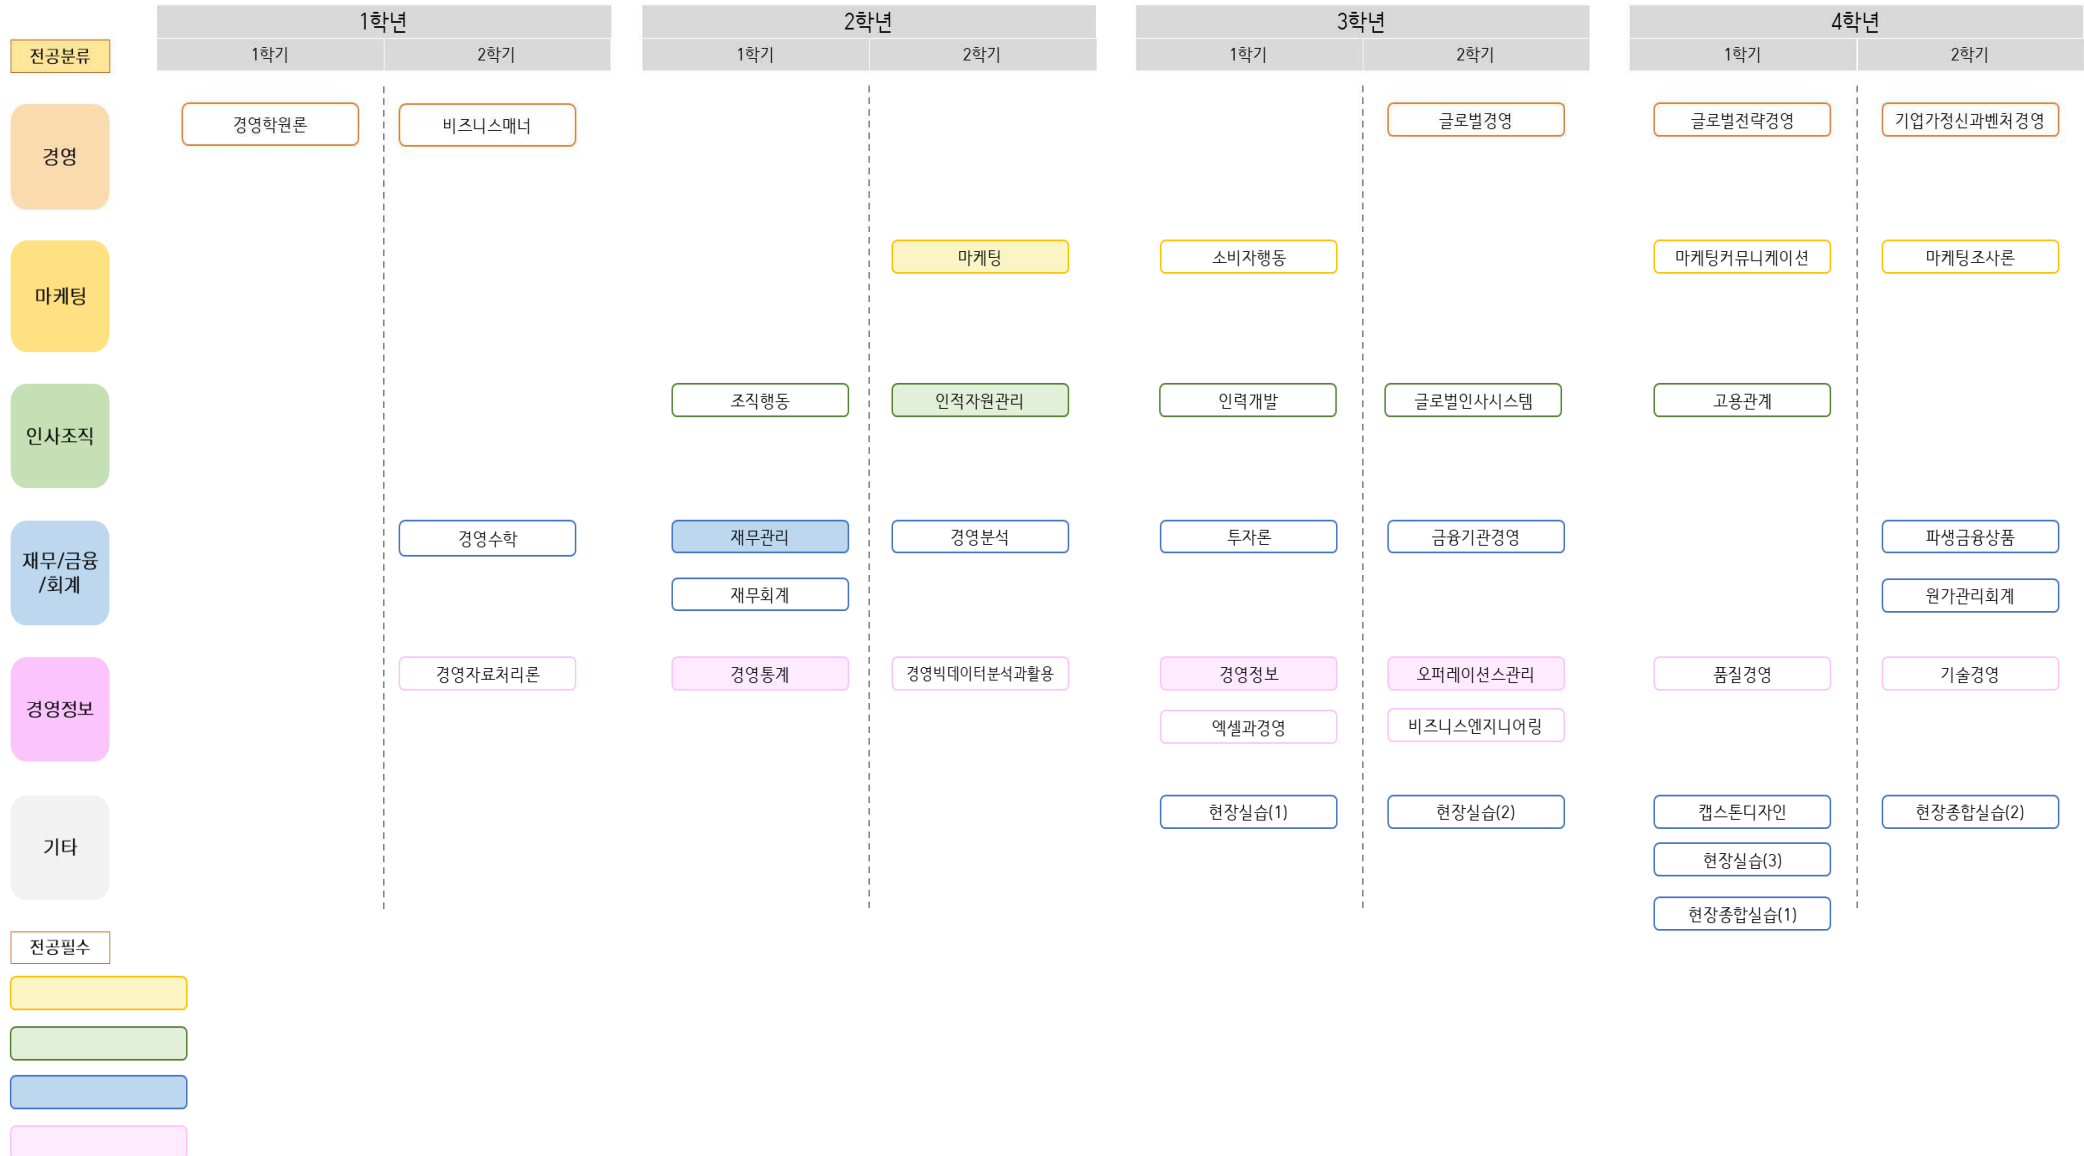 1학년
2학년
3학년
4학년
전공분류
1학기
2학기
1학기
2학기
1학기
2학기
1학기
2학기
경영
경영학원론
비즈니스매너
글로벌경영
글로벌전략경영
기업가정신과벤처경영
마케팅
마케팅
소비자행동
마케팅커뮤니케이션
마케팅조사론
인사조직
조직행동
인적자원관리
인력개발
글로벌인사시스템
고용관계
재무/금융
/회계
경영수학
재무관리
경영분석
투자론
금융기관경영
파생금융상품
재무회계
원가관리회계
경영정보
경영자료처리론
경영통계
경영빅데이터분석과활용
경영정보
오퍼레이션스관리
품질경영
기술경영
엑셀과경영
비즈니스엔지니어링
기타
현장실습(1)
현장실습(2)
캡스톤디자인
현장종합실습(2)
현장실습(3)
현장종합실습(1)
전공필수